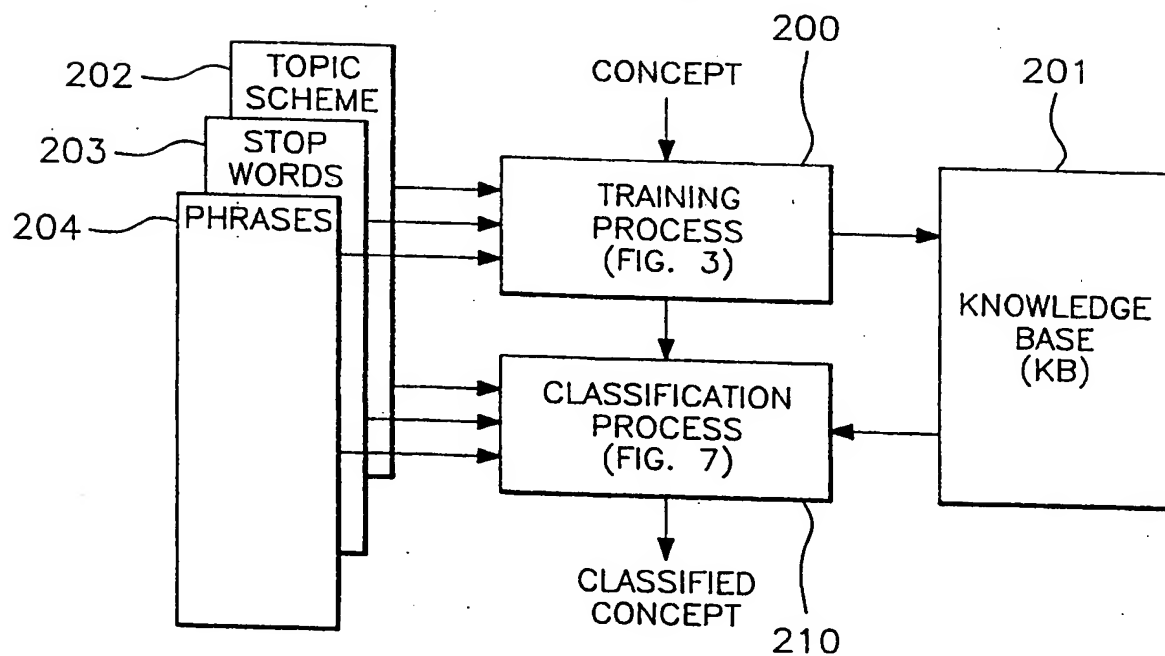 200
202
TOPIC
SCHEME
CONCEPT
201
203
STOP
WORDS
204
PHRASES
TRAINING
PROCESS
(FIG. 3)
KNOWLEDGE
BASE
(KB)
CLASSIFICATION
PROCESS
(FIG. 7)
CLASSIFIED
CONCEPT
210